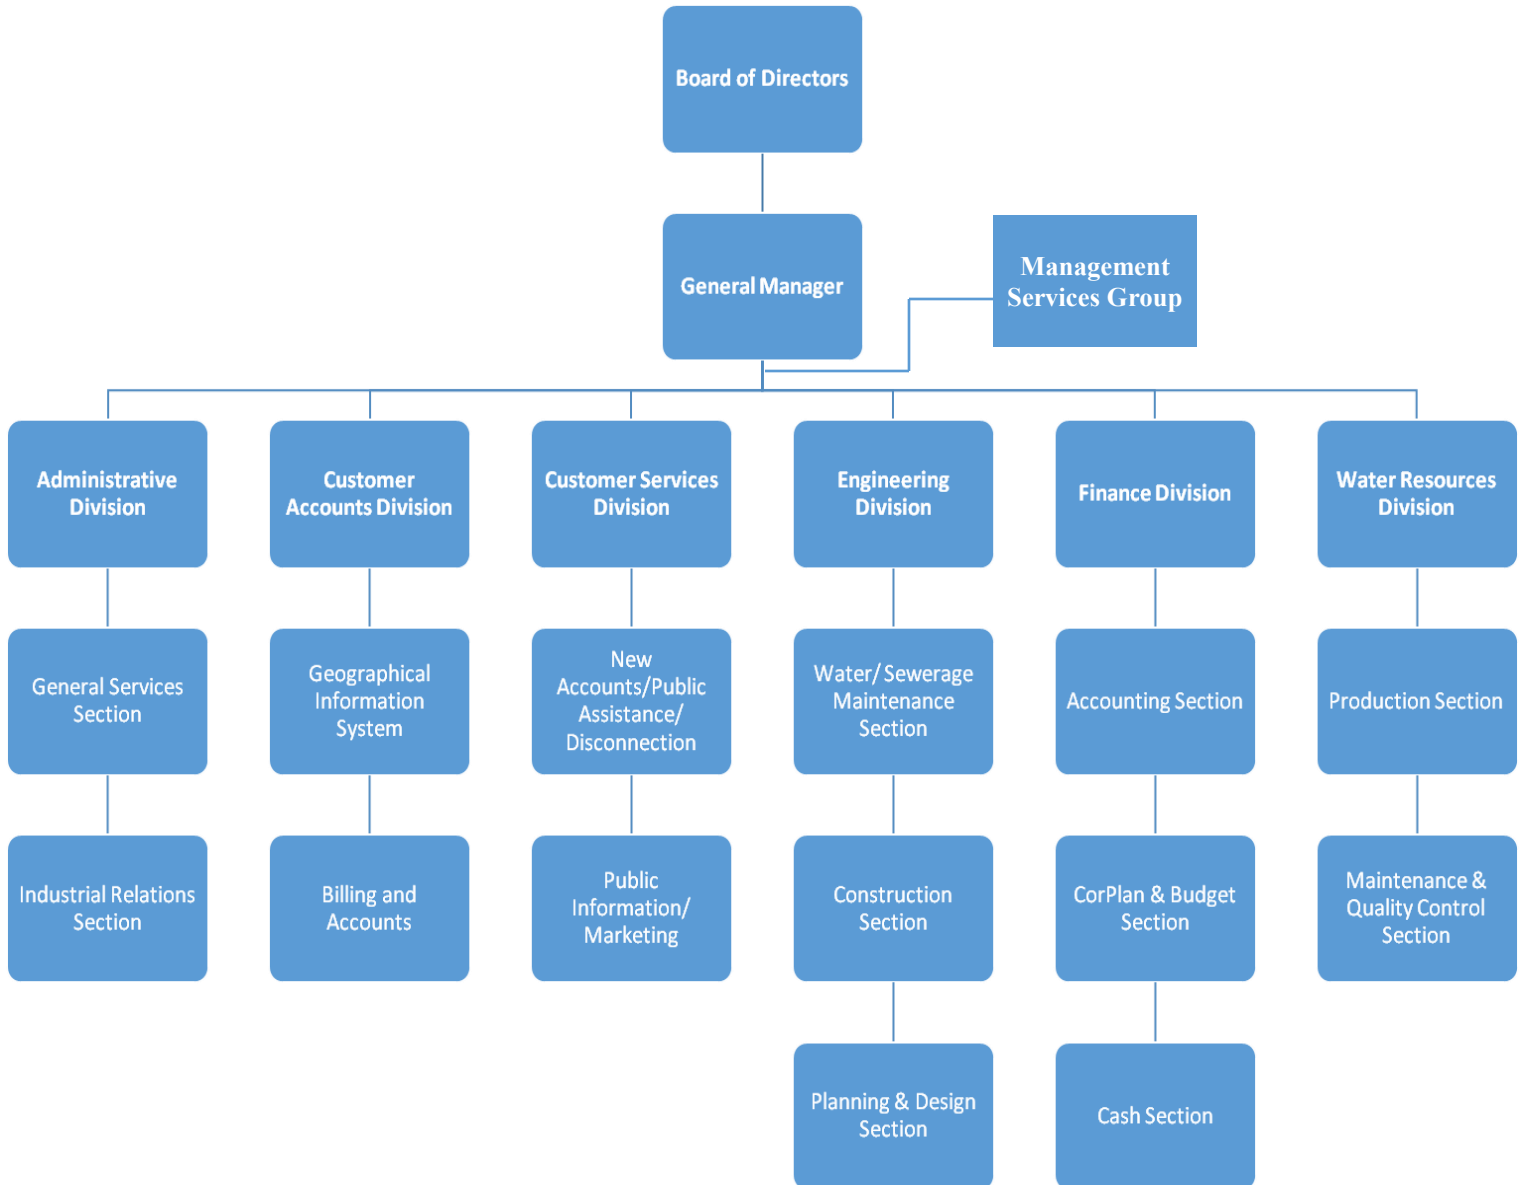 Board of Directors
General Manager
Management
Services Group
Administrative
Division
Customer
Accounts Division
Customer Services
Division
Engineering
Division
Finance Division
Water Resources
Division
General Services
Section
Geographical
Information
System
New
Accounts/Public
Assistance/
Disconnection
Water/ Sewerage
Maintenance
Section
Accounting Section
Production Section
Industrial Relations
Section
Billing and
Accounts
Public
Information/
Marketing
Construction
Section
CorPlan & Budget
Section
Maintenance &
Quality Control
Section
Planning & Design
Section
Cash Section